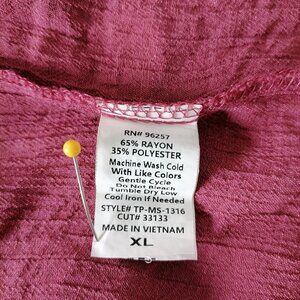 RN# 96257
65% RAYON
35% POLYESTER
Machine Wash Cold
With Like Colors
Gentle Cycle
Do Not Bleach
Tumble Dry Low
Cool Iron If Needed
STYLE# TP-MS-1316
CUT# 33133
MADE IN VIETNAM
XL